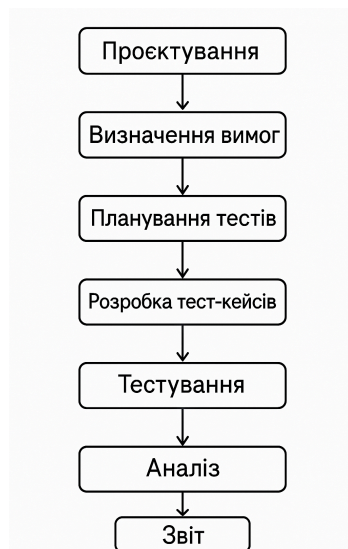 Проєктування
Визначення вимог
Планування тестів
Розробка тест-кейсів
Тестування
Аналіз
Звіт